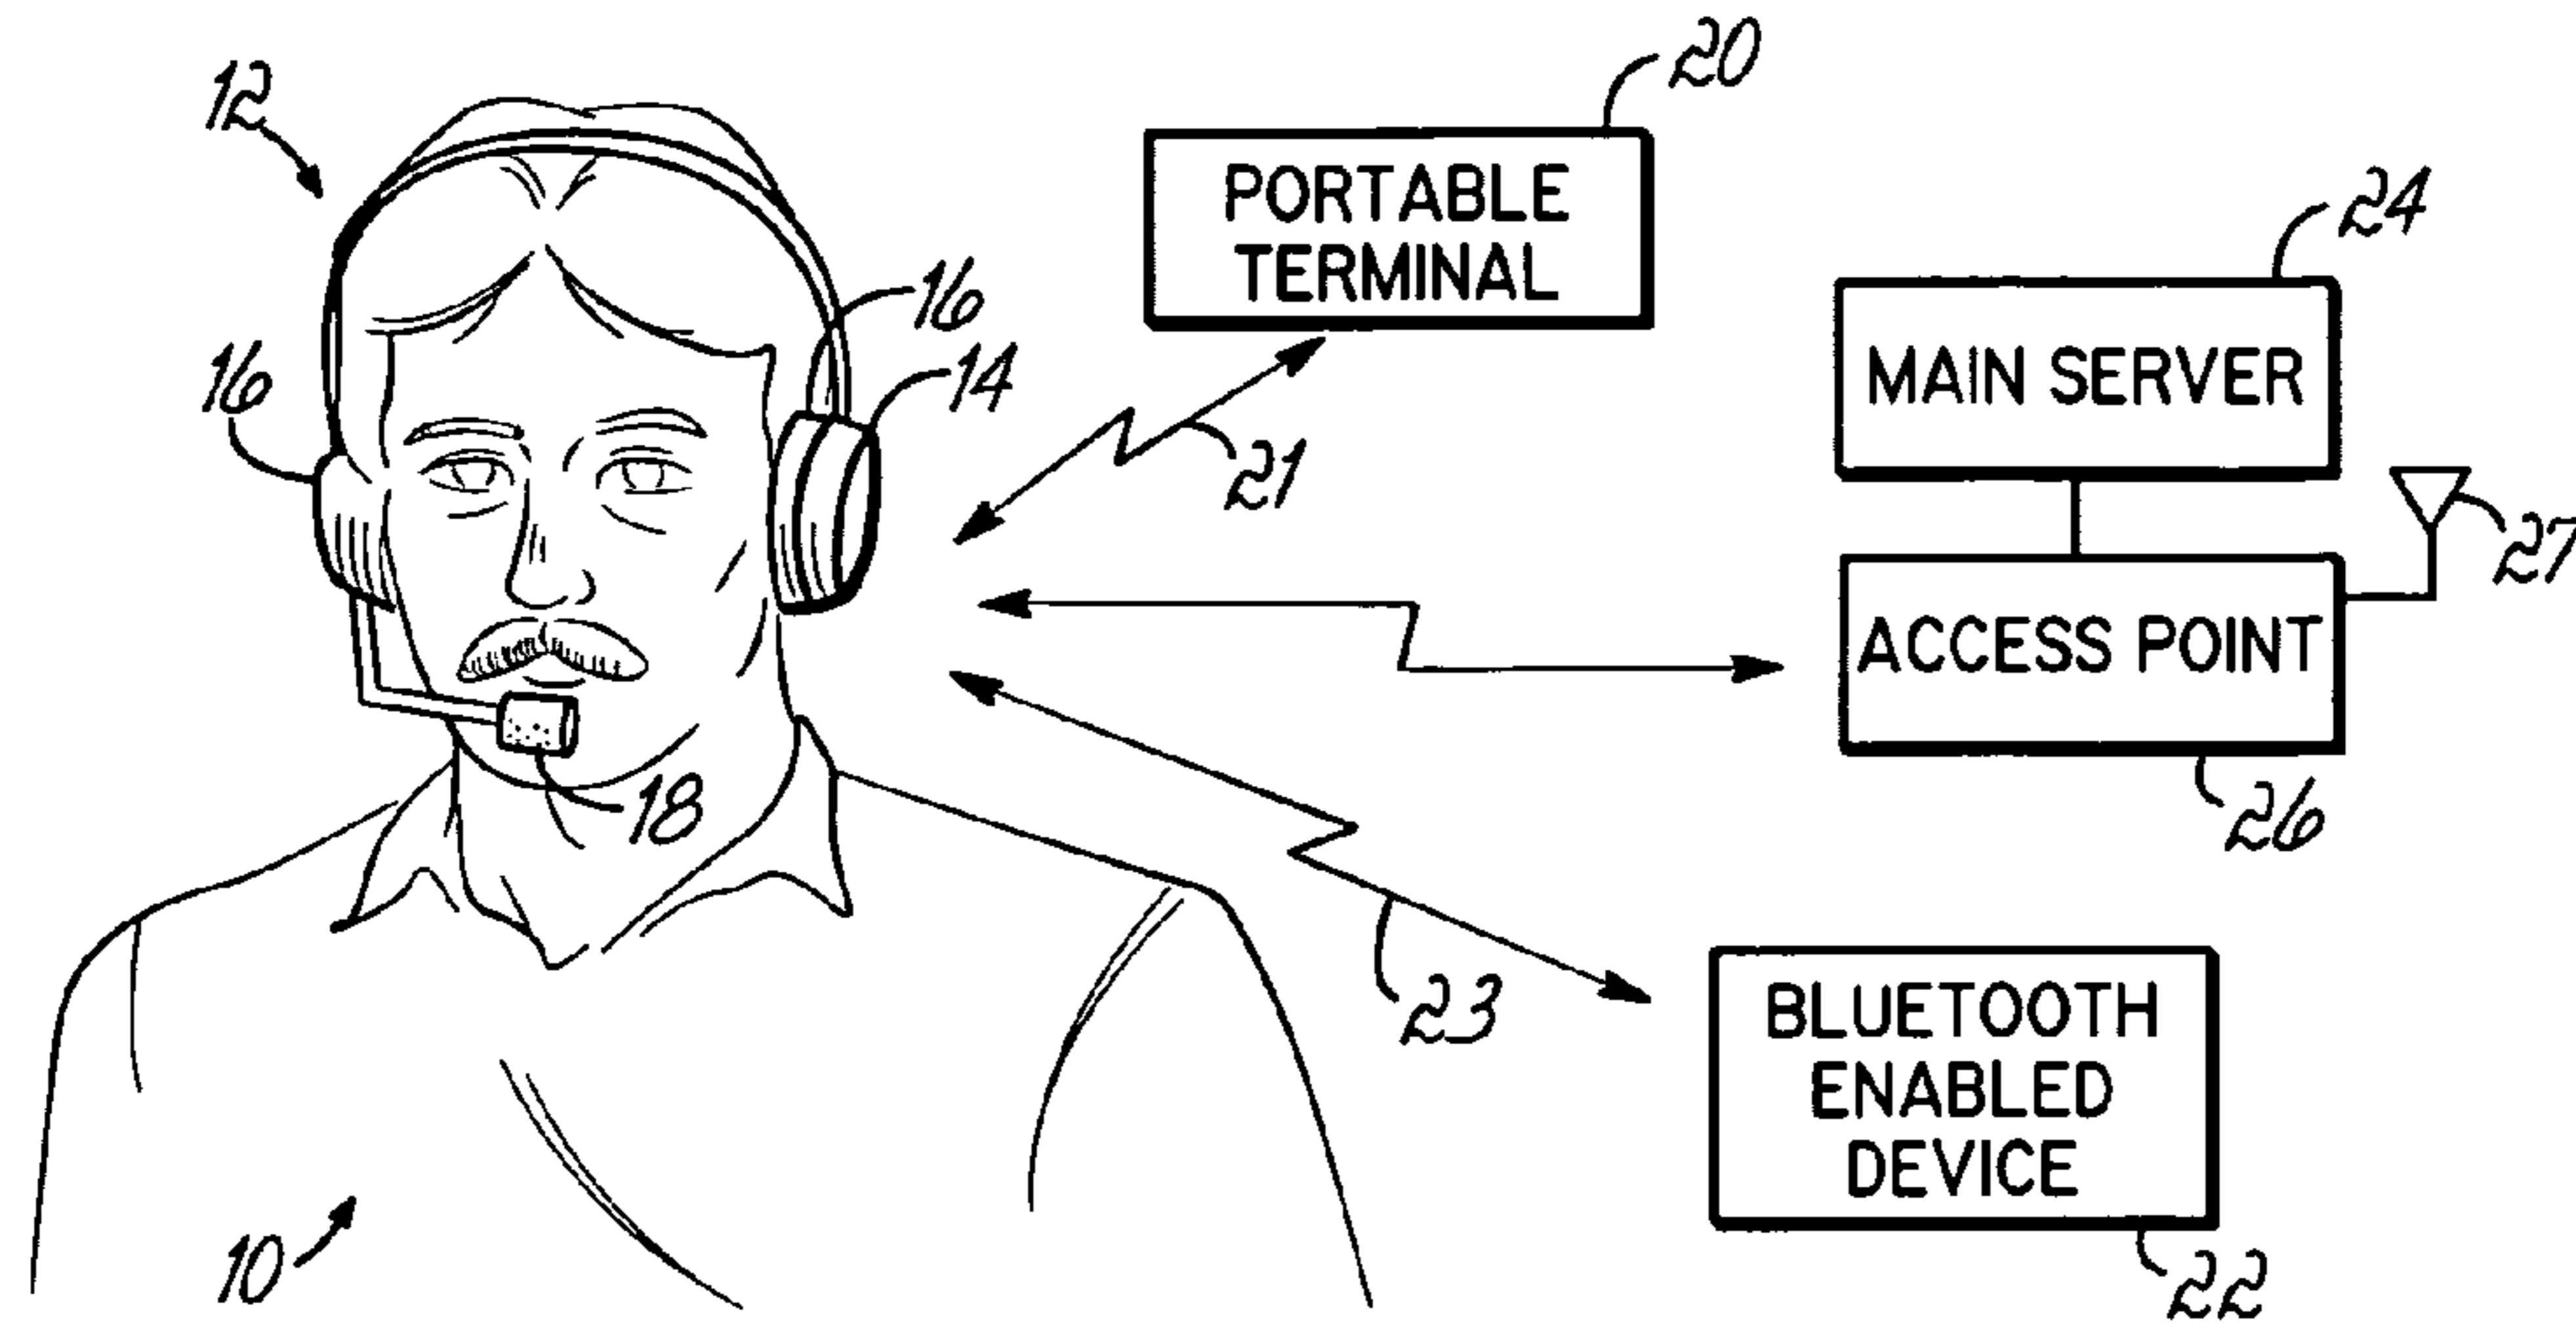 12
20
PORTABLE
TERMINAL
24
MAIN SERVER
16
16
14
21
27
ACCESS POINT
18
26
23
BLUETOOTH
ENABLED
DEVICE
10
22